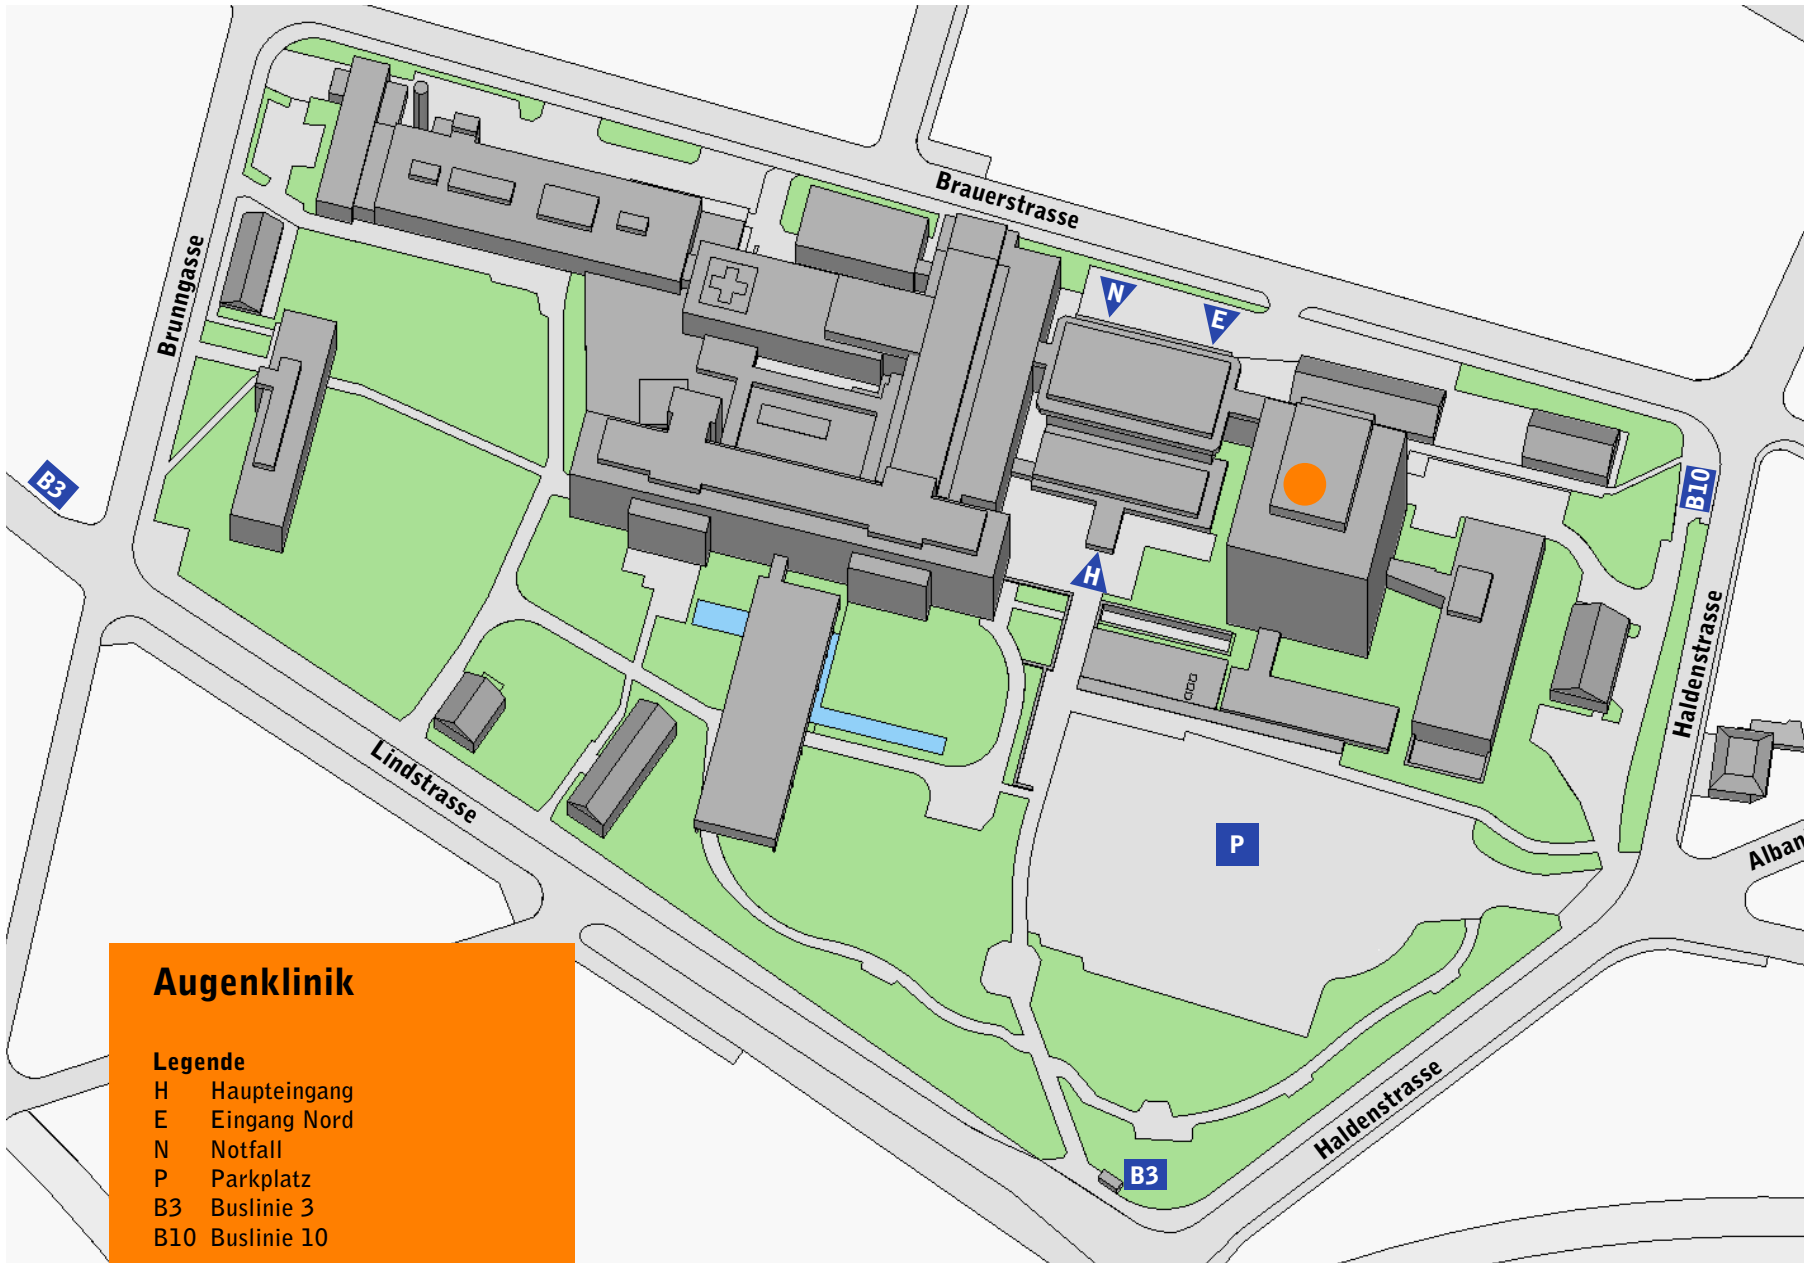 Brauerstrasse
Brunngasse
N
E
B3
B10
H
Haldenstrasse
Lindstrasse
P
Alban
Haldenstrasse
B3
Augenklinik
Legende
H Haupteingang
E Eingang Nord
N Notfall
P Parkplatz
B3 Buslinie 3
B10 Buslinie 10